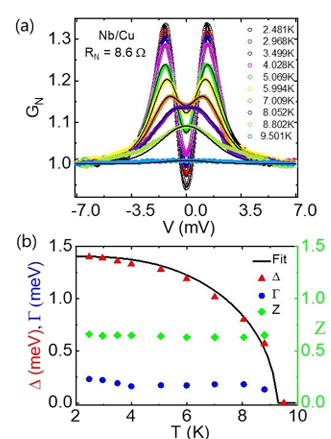 (a)
Nb/Cu
R_N = 8.6 Ω
2.481K
2.968K
3.499K
4.028K
5.069K
5.994K
7.009K
8.052K
8.802K
9.501K
G_N
1.3
1.2
1.1
1.0
-7.0 -3.5 0.0 3.5 7.0
V (mV)
(b)
Fit
Δ
Γ
Z
Δ (meV), Γ (meV)
1.5
1.0
0.5
0.0
1.5
1.0
0.5
0.0
Z
2 4 6 8 10
T (K)